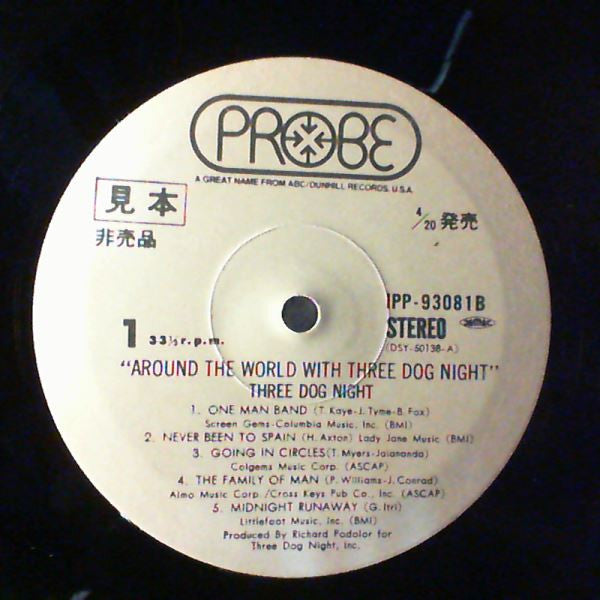 PROBE
A GREAT NAME FROM ABC/DUNHILL RECORDS, U.S.A.
見本
4/20 発売
非売品
IPP-93081B
1 33⅓ r.p.m.
STEREO
(DSY-50138-A)
"AROUND THE WORLD WITH THREE DOG NIGHT"
THREE DOG NIGHT
1. ONE MAN BAND (T. Kaye-J. Tyme-B. Fox)
Screen Gems-Columbia Music, Inc. (BMI)
2. NEVER BEEN TO SPAIN (H. Axton) Lady Jane Music (BMI)
3. GOING IN CIRCLES (T. Myers-Jaiananda)
Colgems Music Corp. (ASCAP)
4. THE FAMILY OF MAN (P. Williams-J. Conrad)
Almo Music Corp. /Cross Keys Pub Co., Inc. (ASCAP)
5. MIDNIGHT RUNAWAY (G. Itri)
Littlefoot Music, Inc. (BMI)
Produced By Richard Podolor for
Three Dog Night, Inc.